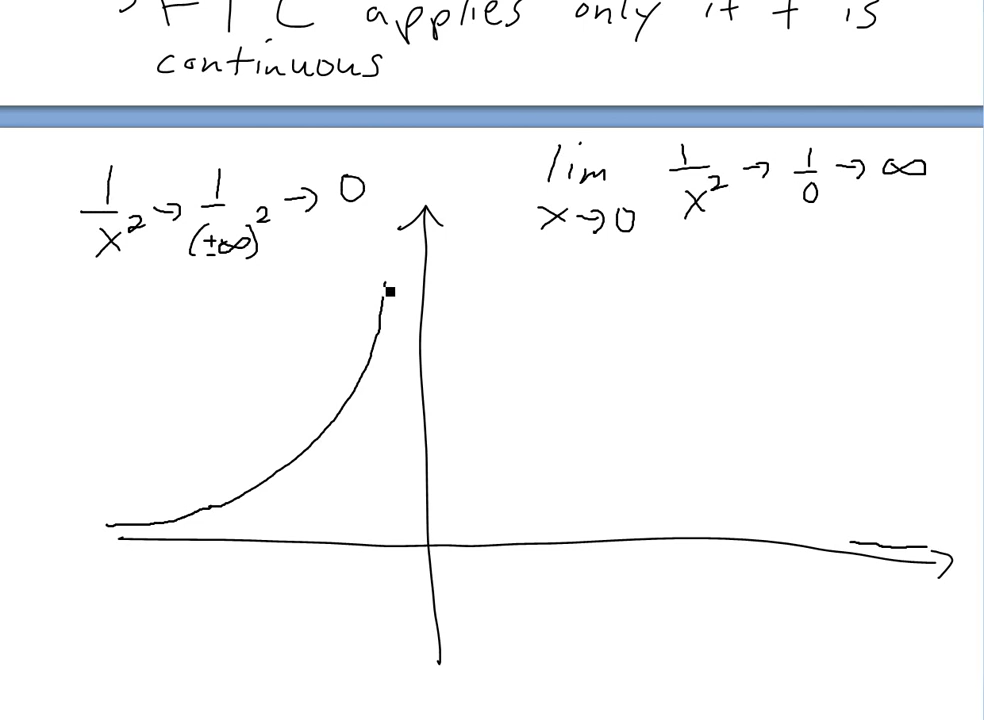 > FTC applies only if f is
continuous
1/x² → 1/(±∞)² → 0
lim x→0 1/x² → 1/0 → ∞